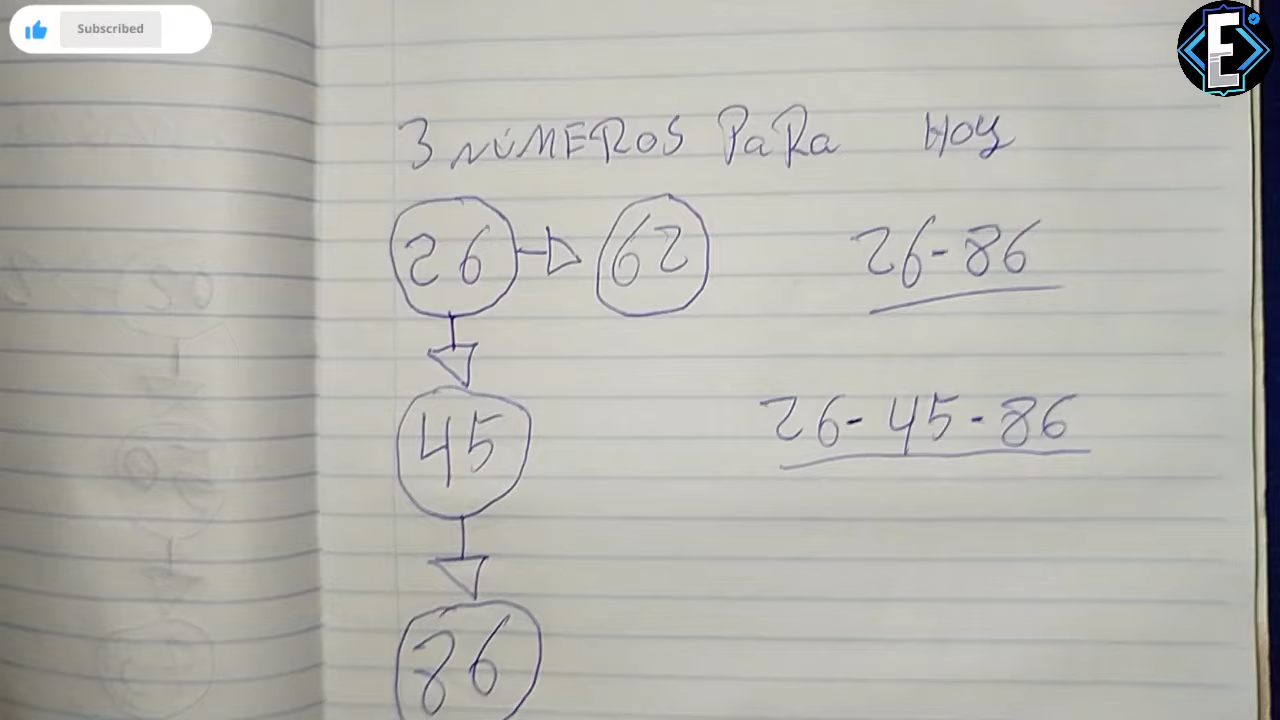 Subscribed
E
3 NÚMEROS PaRa HOY
26 62 26-86
45 26-45-86
86